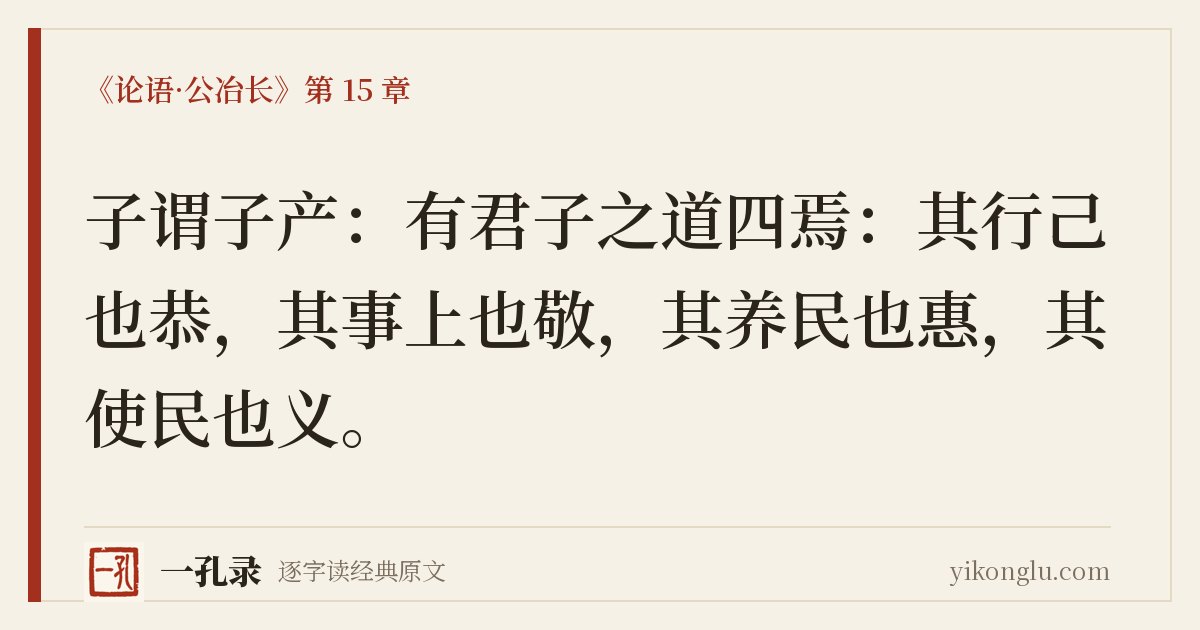 《论语·公冶长》第 15 章
子谓子产：有君子之道四焉：其行己
也恭，其事上也敬，其养民也惠，其
使民也义。
一孔
一孔录 逐字读经典原文
yikonglu.com